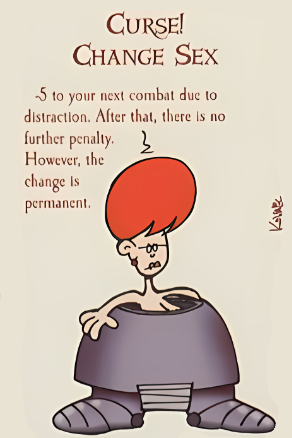 CURSE!
CHANGE SEX
-5 to your next combat due to
distraction. After that, there is no
further penalty.
However, the
change is
permanent.